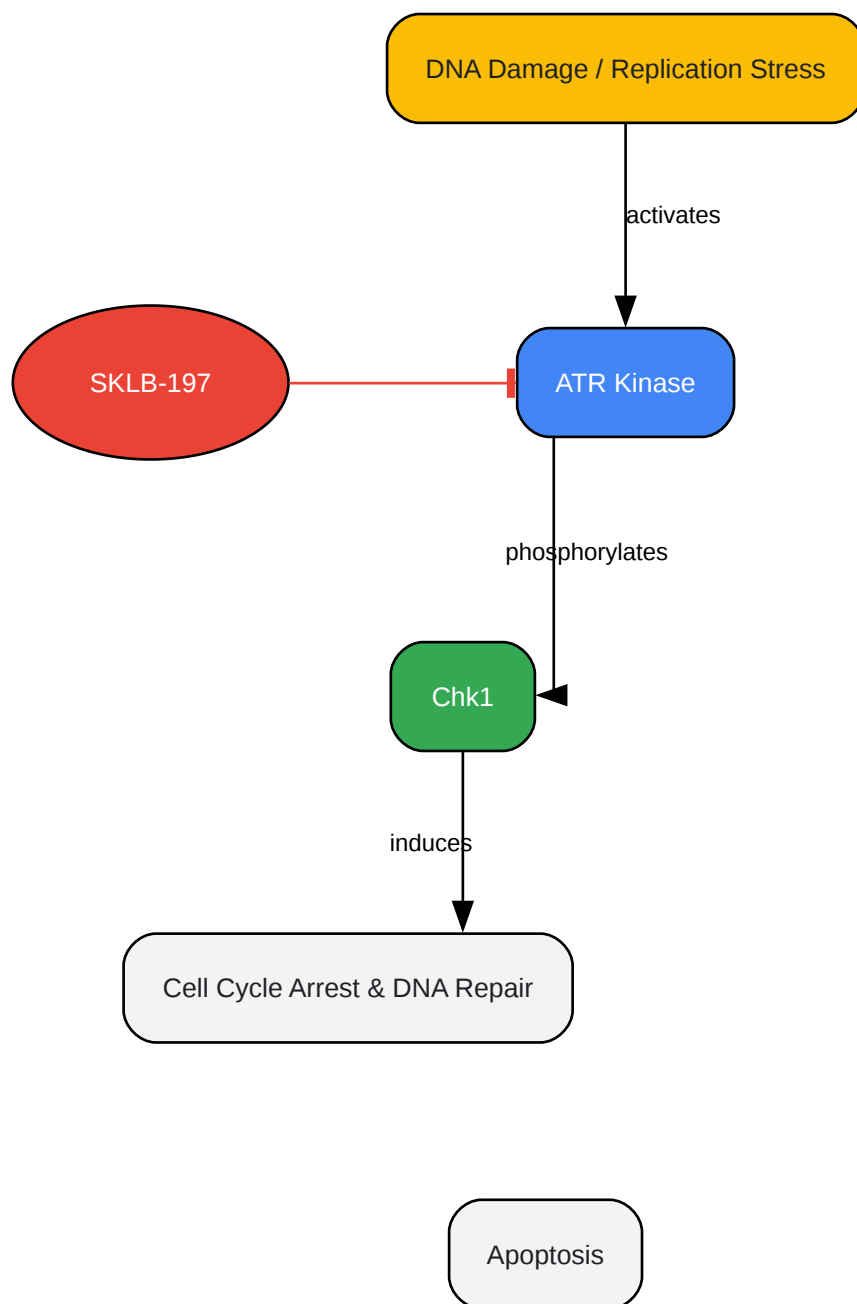 DNA Damage / Replication Stress
activates
SKLB-197
ATR Kinase
phosphorylates
Chk1
induces
Cell Cycle Arrest & DNA Repair
Apoptosis